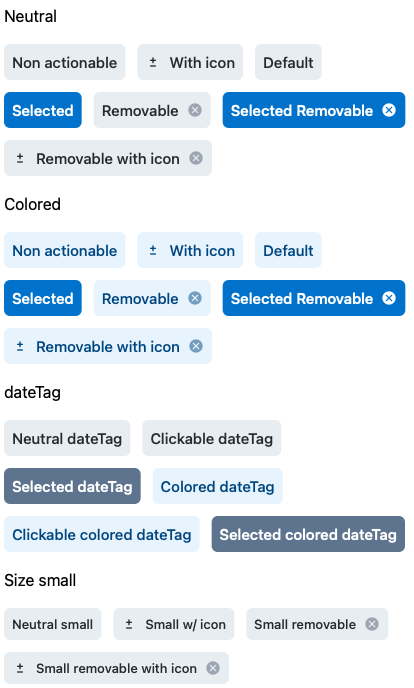 Neutral
Non actionable ± With icon Default
Selected Removable Selected Removable
± Removable with icon
Colored
Non actionable ± With icon Default
Selected Removable Selected Removable
± Removable with icon
dateTag
Neutral dateTag Clickable dateTag
Selected dateTag Colored dateTag
Clickable colored dateTag Selected colored dateTag
Size small
Neutral small ± Small w/ icon Small removable
± Small removable with icon